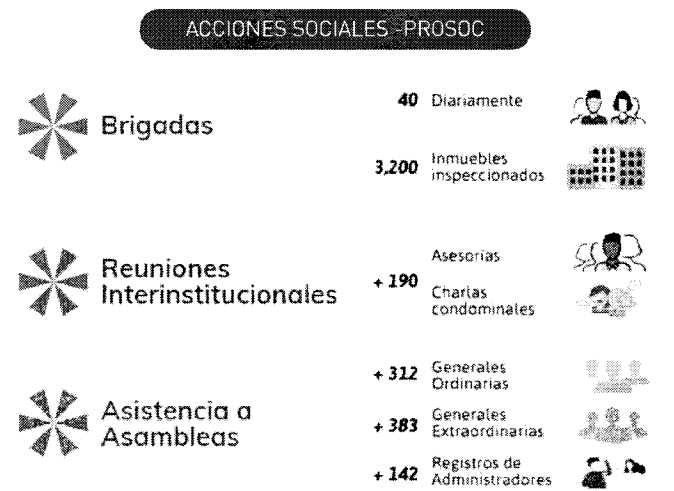 ACCIONES SOCIALES -PROSOC
Brigadas
40 Diariamente
3,200 Inmuebles
inspeccionados
Reuniones
Interinstitucionales
+ 190
Asesorías
Charlas
condominales
Asistencia a
Asambleas
+ 312 Generales
Ordinarias
+ 383 Generales
Extraordinarias
+ 142 Registros de
Administradores